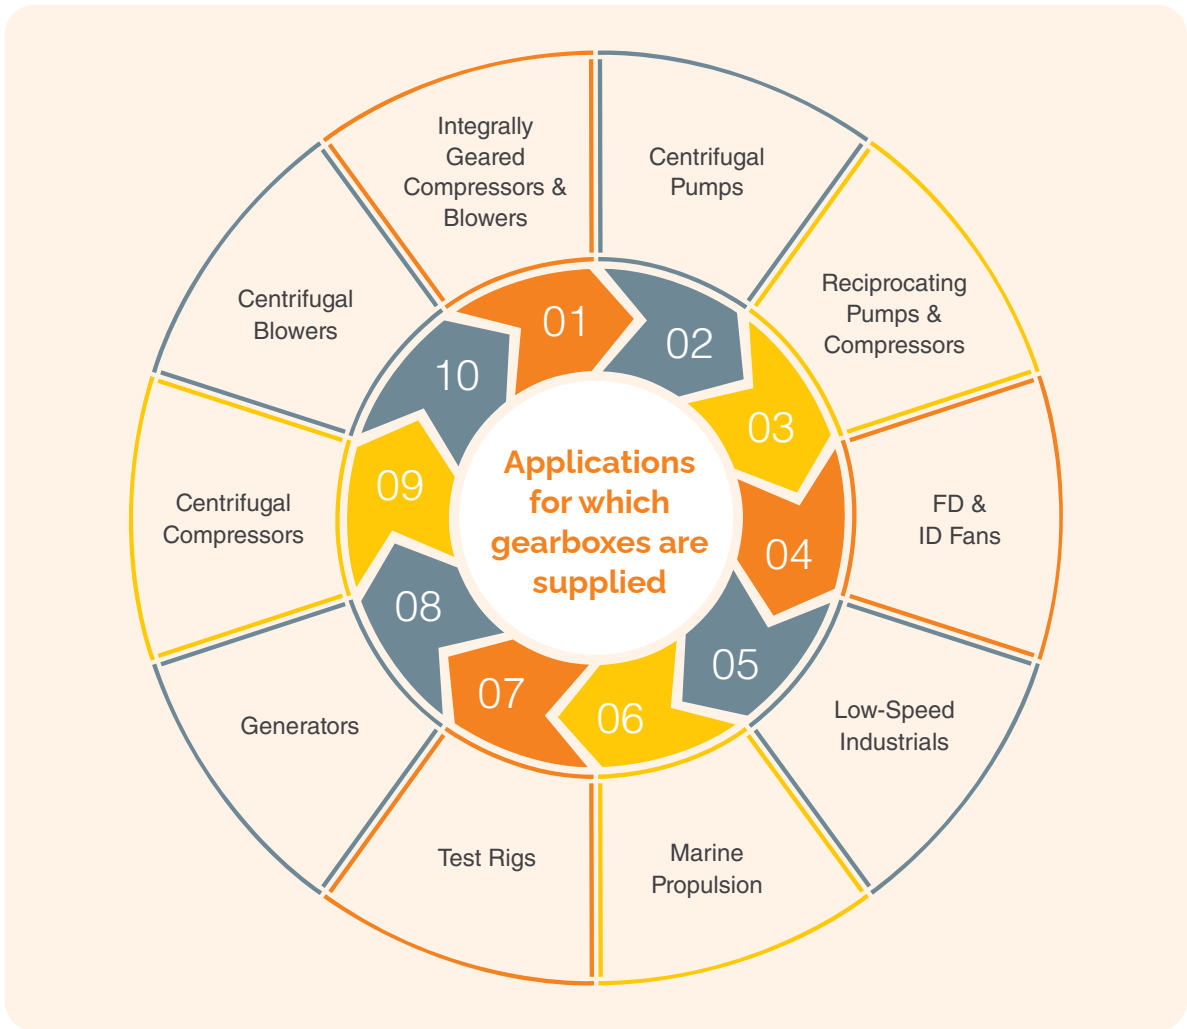 Applications
for which
gearboxes are
supplied
01
Integrally
Geared
Compressors &
Blowers
02
Centrifugal
Pumps
03
Reciprocating
Pumps &
Compressors
04
FD &
ID Fans
05
Low-Speed
Industrials
06
Marine
Propulsion
07
Test Rigs
08
Generators
09
Centrifugal
Compressors
10
Centrifugal
Blowers